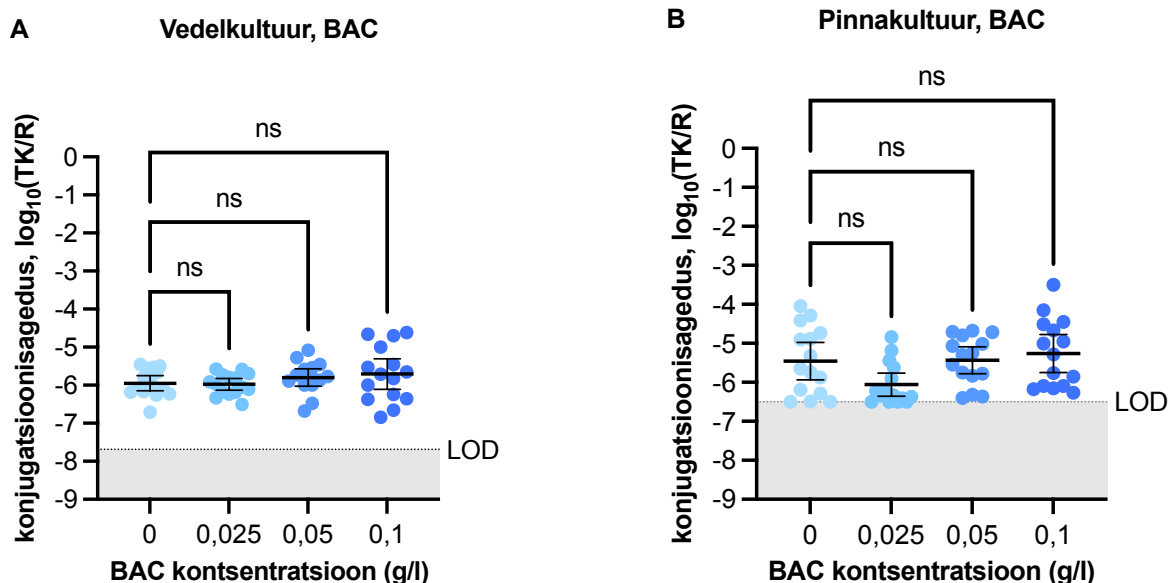 A
Vedelkultuur, BAC
konjugatsioonisagedus, log10(TK/R)
0
-1
-2
-3
-4
-5
-6
-7
-8
-9
ns
ns
ns
LOD
0 0,025 0,05 0,1
BAC kontsentratsioon (g/l)
B
Pinnakultuur, BAC
konjugatsioonisagedus, log10(TK/R)
0
-1
-2
-3
-4
-5
-6
-7
-8
-9
ns
ns
ns
LOD
0 0,025 0,05 0,1
BAC kontsentratsioon (g/l)